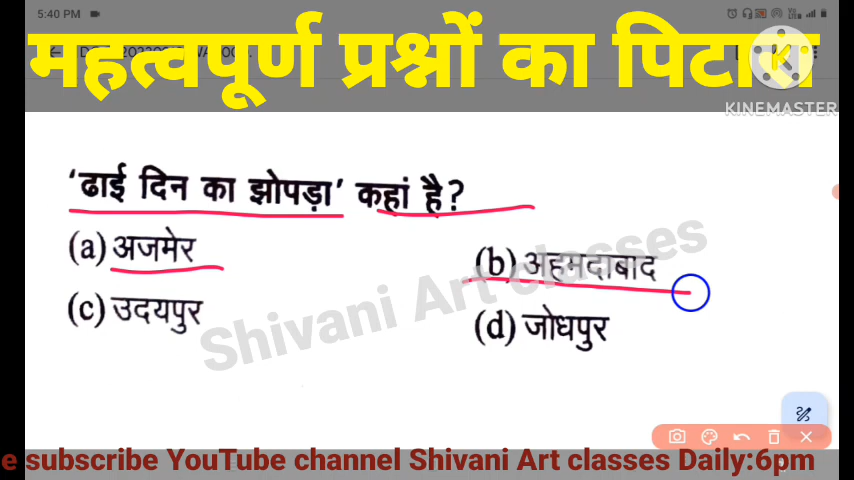 5:40 PM
महत्वपूर्ण प्रश्नों का पिटारा
KINEMASTER
'ढाई दिन का झोपड़ा' कहां है?
(a) अजमेर
(b) अहमदाबाद
(c) उदयपुर
(d) जोधपुर
Shivani Art classes
e subscribe YouTube channel Shivani Art classes Daily:6pm